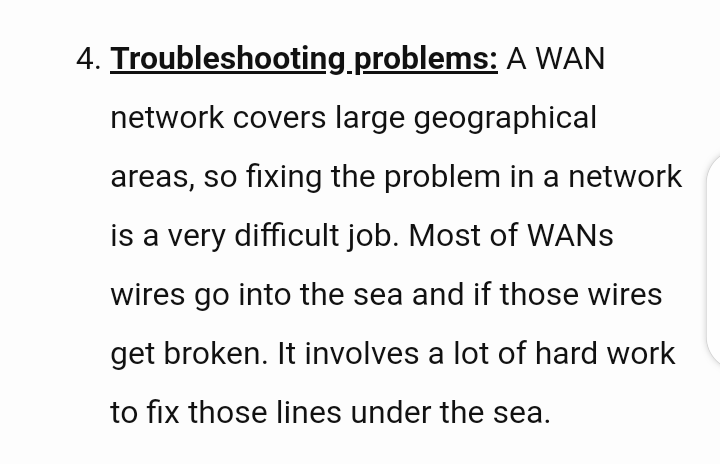 4. Troubleshooting problems: A WAN
network covers large geographical
areas, so fixing the problem in a network
is a very difficult job. Most of WANs
wires go into the sea and if those wires
get broken. It involves a lot of hard work
to fix those lines under the sea.